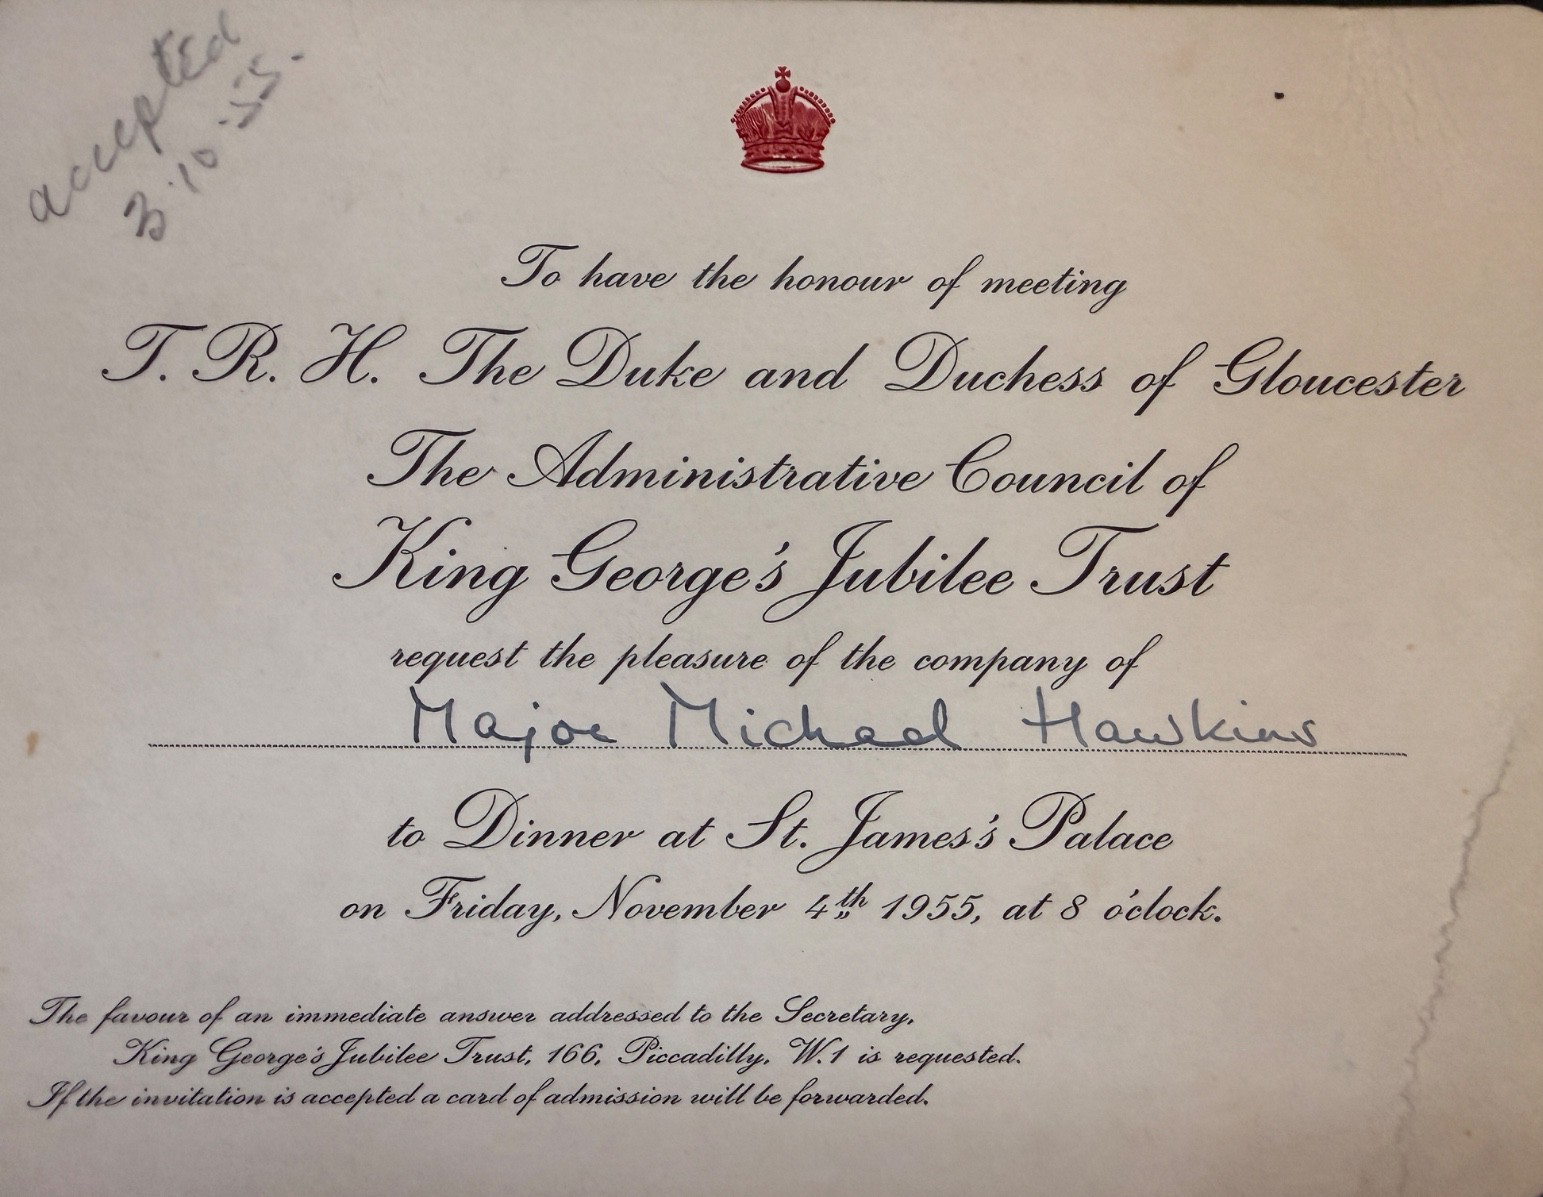 accepted
3·10·55.
To have the honour of meeting
T. R. H. The Duke and Duchess of Gloucester
The Administrative Council of
King George's Jubilee Trust
request the pleasure of the company of
Major Michael Hawkins
to Dinner at St. James's Palace
on Friday, November 4th 1955, at 8 o'clock.
The favour of an immediate answer addressed to the Secretary,
King George's Jubilee Trust, 166, Piccadilly, W.1 is requested.
If the invitation is accepted a card of admission will be forwarded.